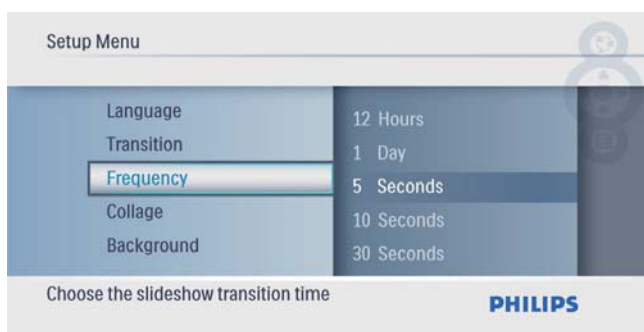 Setup Menu
Language
Transition
Frequency
Collage
Background
12 Hours
1 Day
5 Seconds
10 Seconds
30 Seconds
Choose the slideshow transition time
PHILIPS